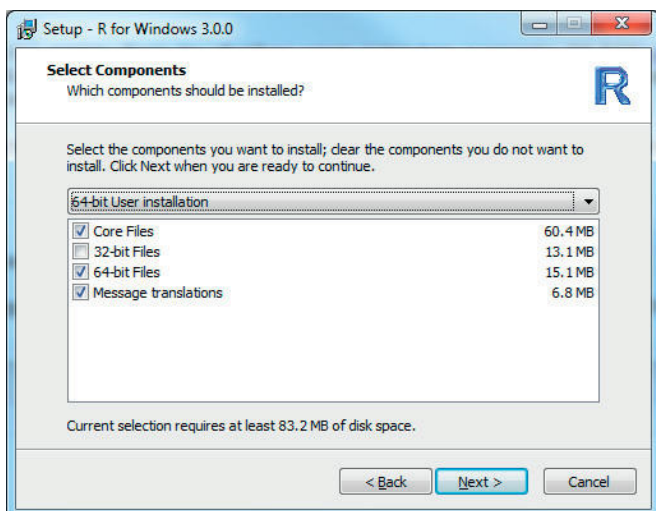 Setup - R for Windows 3.0.0
Select Components
Which components should be installed?
R
Select the components you want to install; clear the components you do not want to
install. Click Next when you are ready to continue.
64-bit User installation
Core Files 60.4 MB
32-bit Files 13.1 MB
64-bit Files 15.1 MB
Message translations 6.8 MB
Current selection requires at least 83.2 MB of disk space.
< Back Next > Cancel